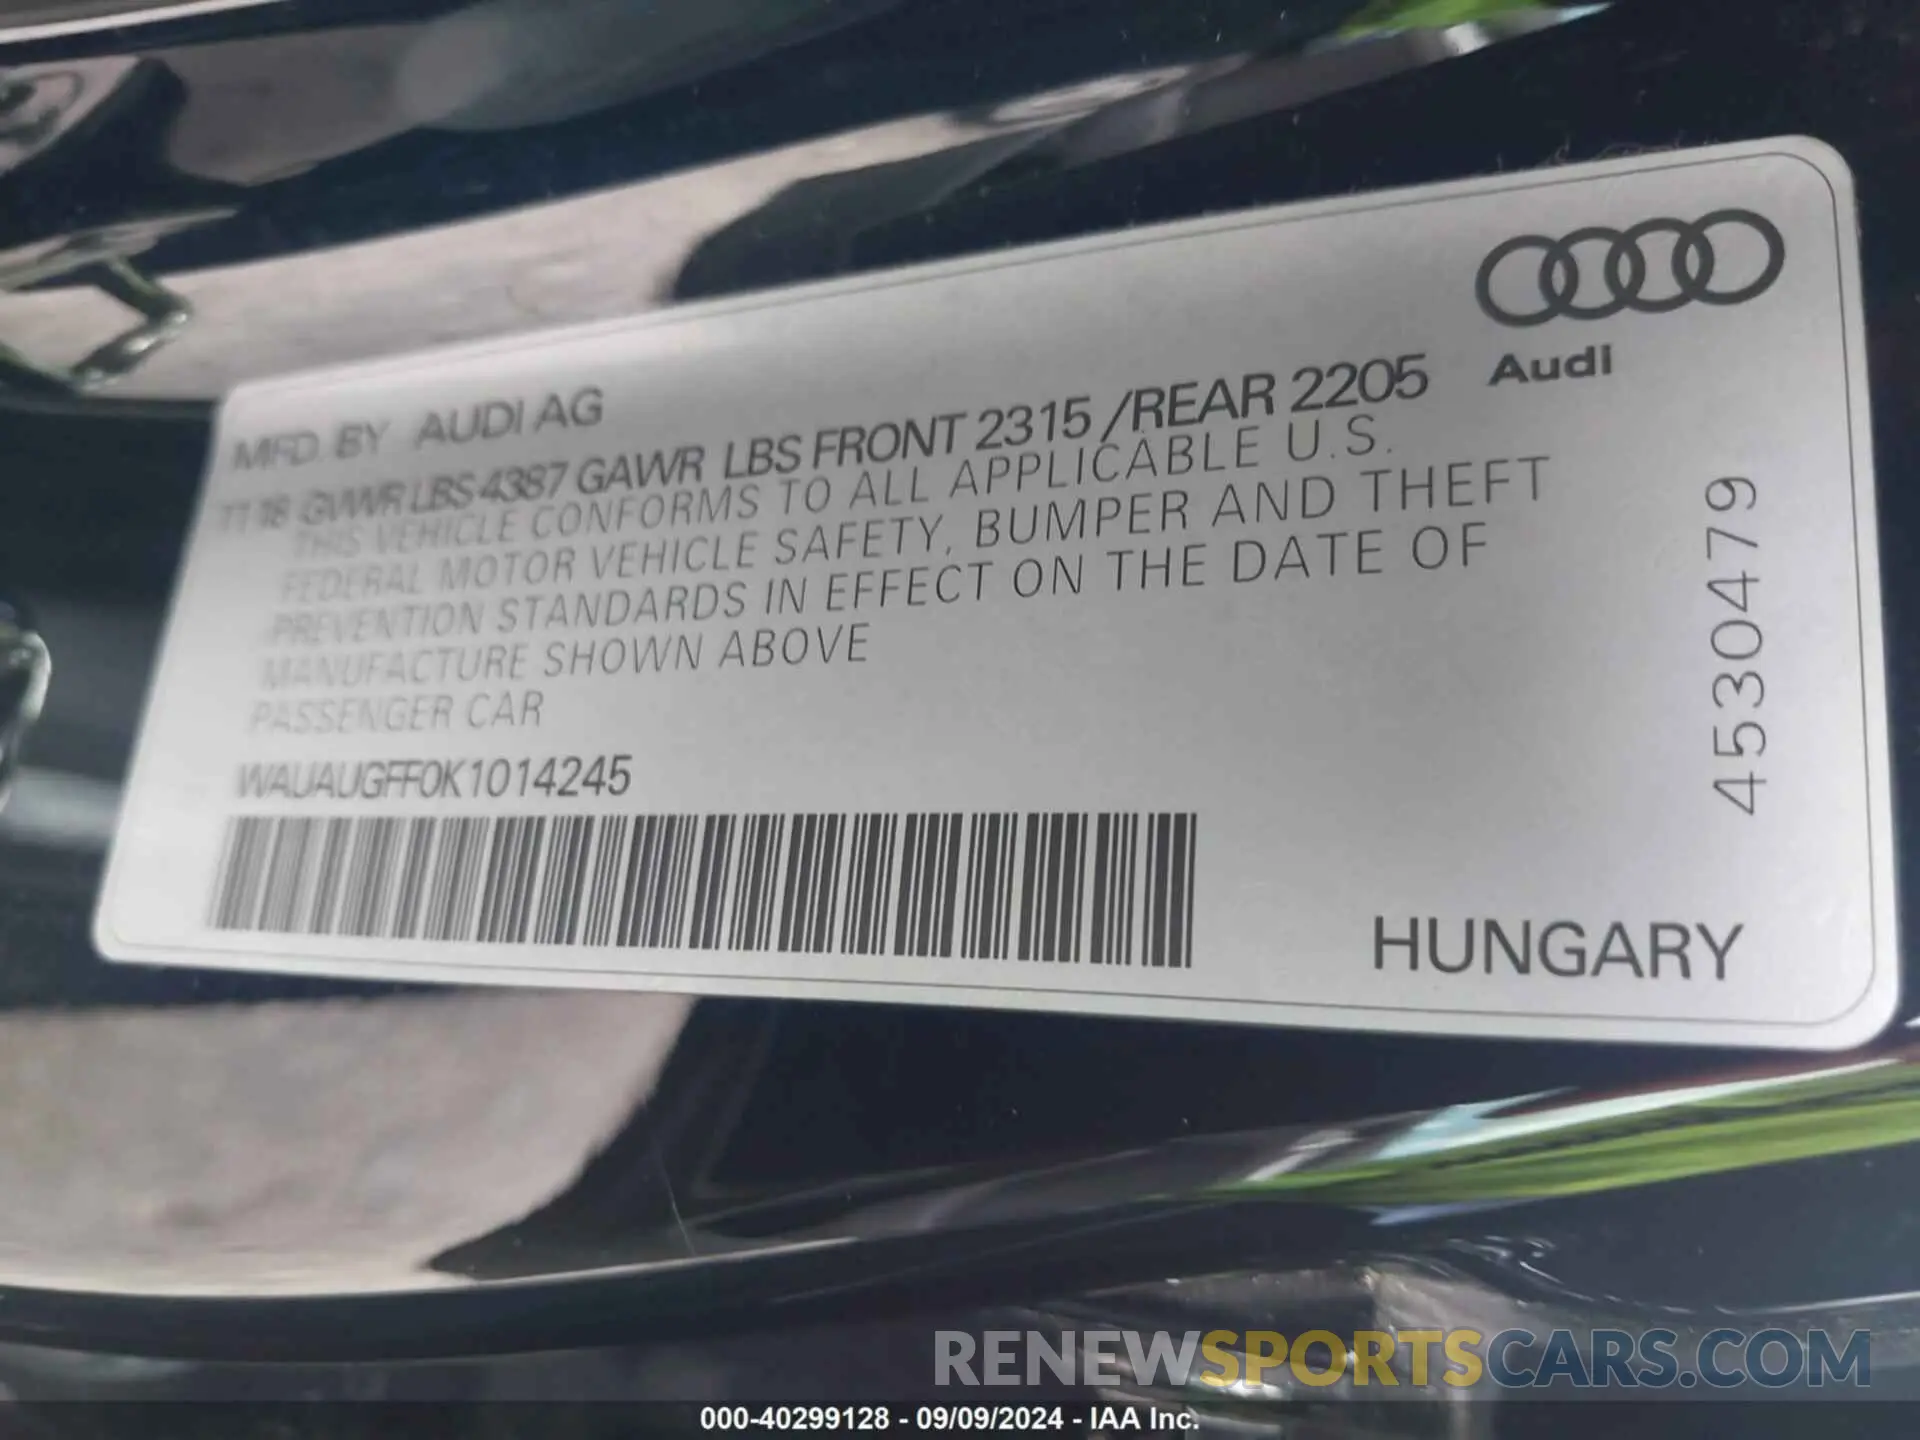 MFD. BY AUDI AG
11 18 GVWR LBS 4387 GAWR LBS FRONT 2315 /REAR 2205
THIS VEHICLE CONFORMS TO ALL APPLICABLE U.S.
FEDERAL MOTOR VEHICLE SAFETY, BUMPER AND THEFT
PREVENTION STANDARDS IN EFFECT ON THE DATE OF
MANUFACTURE SHOWN ABOVE
PASSENGER CAR
WAUAUGFF0K1014245
Audi
4530479
HUNGARY
RENEWSPORTSCARS.COM
000-40299128 - 09/09/2024 - IAA Inc.